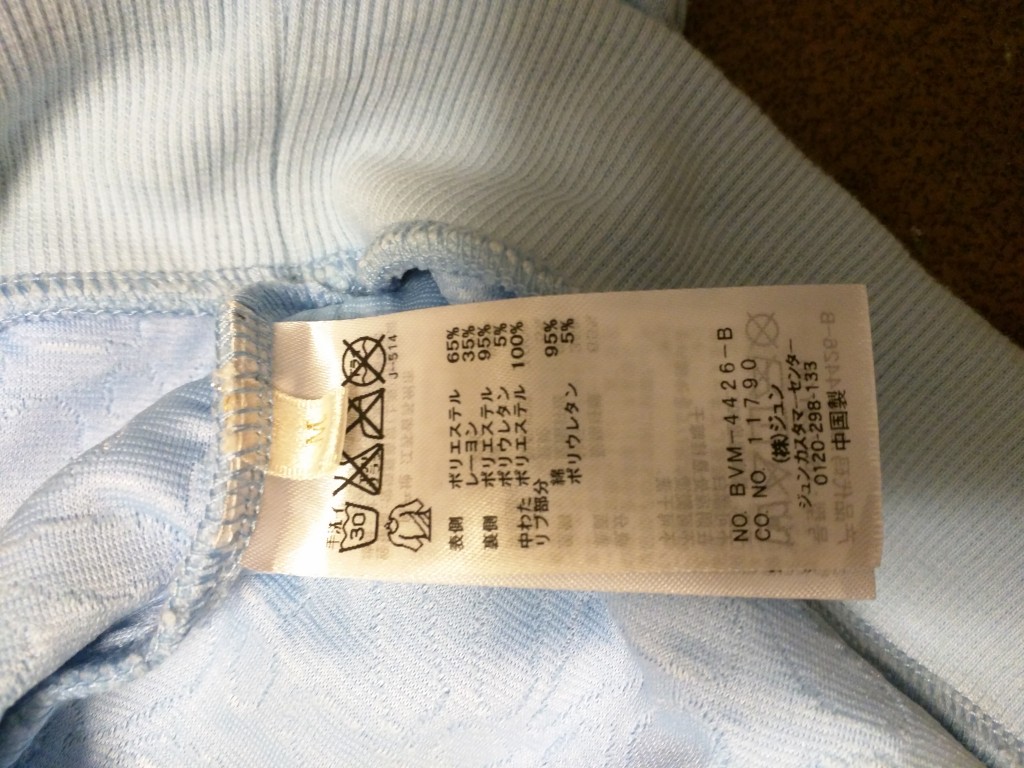 M
手洗イ
30
J-514
表側 ポリエステル 65%
レーヨン 35%
裏側 ポリエステル 95%
ポリウレタン 5%
中わた ポリエステル 100%
リブ部分
綿 95%
ポリウレタン 5%
NO. BVM-4426-B
CO. NO. 11790
(株)ジュン
ジュンカスタマーセンター
0120-298-133
中国製